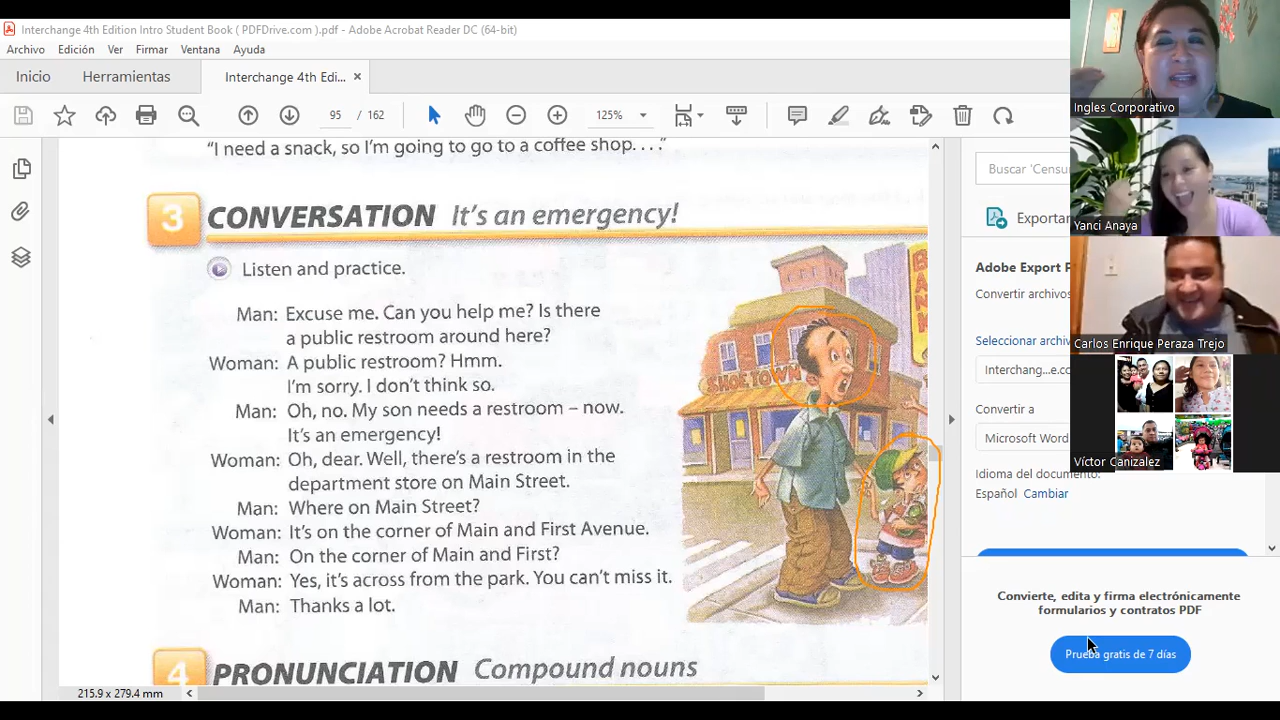 Interchange 4th Edition Intro Student Book ( PDFDrive.com ).pdf - Adobe Acrobat Reader DC (64-bit)
Archivo Edición Ver Firmar Ventana Ayuda
Inicio Herramientas Interchange 4th Edi... ×
95 / 162 125%
"I need a snack, so I'm going to go to a coffee shop. . . ."
3 CONVERSATION It's an emergency!
Listen and practice.
Man: Excuse me. Can you help me? Is there
a public restroom around here?
Woman: A public restroom? Hmm.
I'm sorry. I don't think so.
Man: Oh, no. My son needs a restroom – now.
It's an emergency!
Woman: Oh, dear. Well, there's a restroom in the
department store on Main Street.
Man: Where on Main Street?
Woman: It's on the corner of Main and First Avenue.
Man: On the corner of Main and First?
Woman: Yes, it's across from the park. You can't miss it.
Man: Thanks a lot.
SHOE TOWN
BANK
4 PRONUNCIATION Compound nouns
215.9 x 279.4 mm
Buscar 'Censu
Exportar
Adobe Export P
Convertir archivos
Seleccionar archiv
Interchang...e.c
Convertir a
Microsoft Word
Idioma del documento:
Español Cambiar
Convierte, edita y firma electrónicamente
formularios y contratos PDF
Prueba gratis de 7 días
Ingles Corporativo
Yanci Anaya
Carlos Enrique Peraza Trejo
Víctor Canizalez